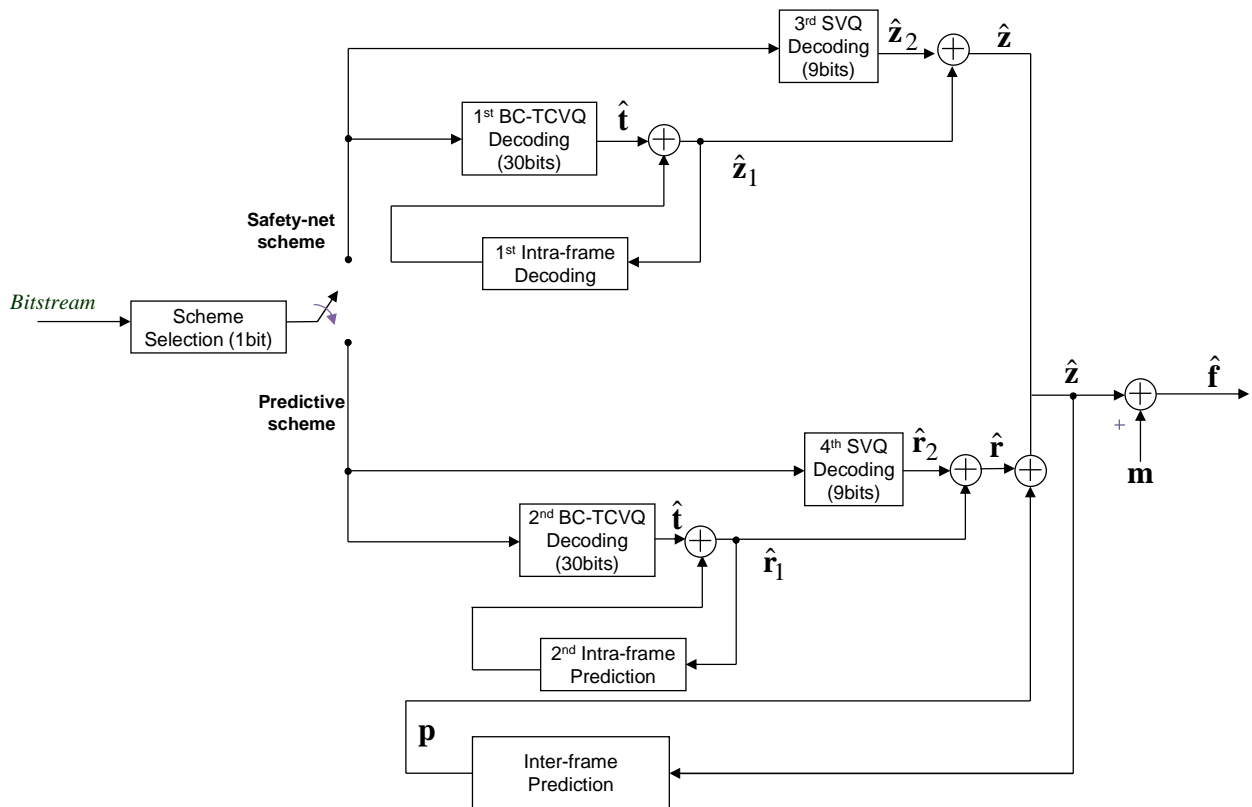 3rd SVQ
Decoding
(9bits)
ẑ2
ẑ
1st BC-TCVQ
Decoding
(30bits)
t̂
ẑ1
Safety-net
scheme
1st Intra-frame
Decoding
Bitstream
Scheme
Selection (1bit)
Predictive
scheme
ẑ
f̂
+
m
4th SVQ
Decoding
(9bits)
r̂2
r̂
2nd BC-TCVQ
Decoding
(30bits)
t̂
r̂1
2nd Intra-frame
Prediction
p
Inter-frame
Prediction